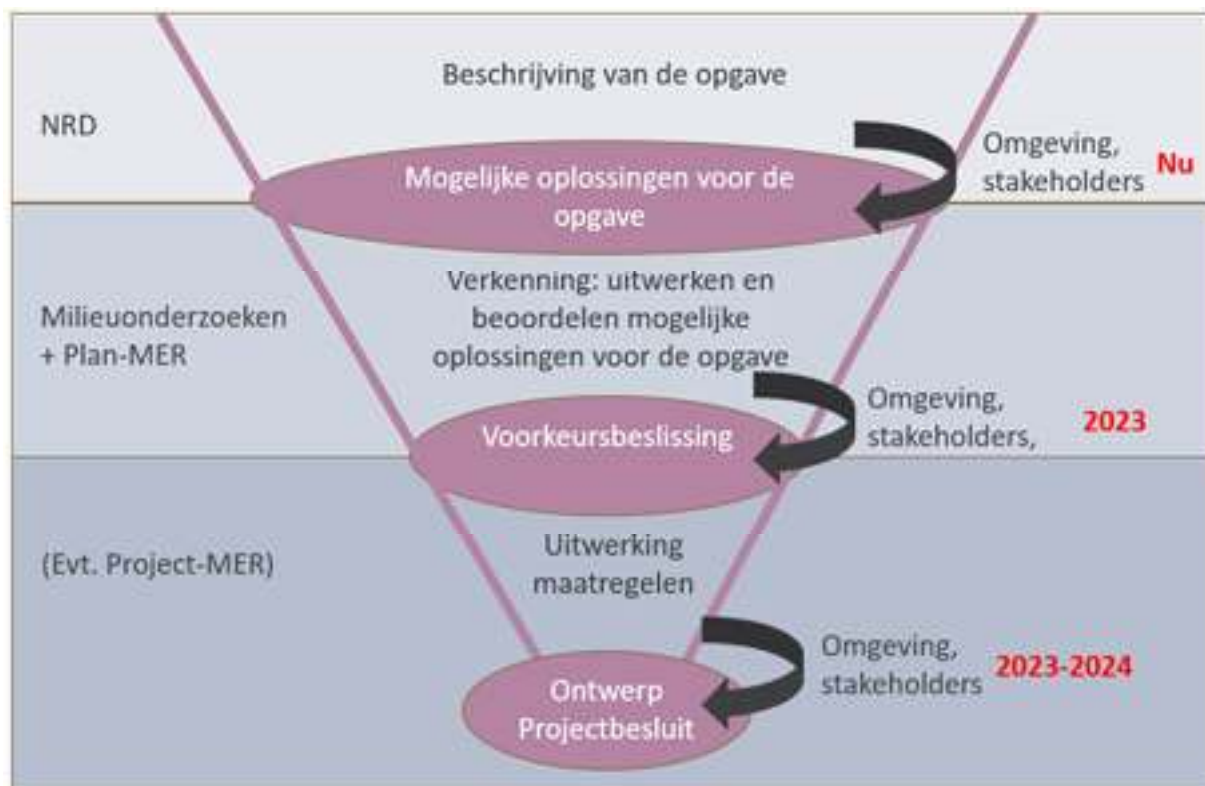 Beschrijving van de opgave
NRD
Mogelijke oplossingen voor de
opgave
Omgeving,
stakeholders
Nu
Verkenning: uitwerken en
beoordelen mogelijke
oplossingen voor de opgave
Milieuonderzoeken
+ Plan-MER
Voorkeursbeslissing
Omgeving,
stakeholders,
2023
(Evt. Project-MER)
Uitwerking
maatregelen
Omgeving,
stakeholders
2023-2024
Ontwerp
Projectbesluit